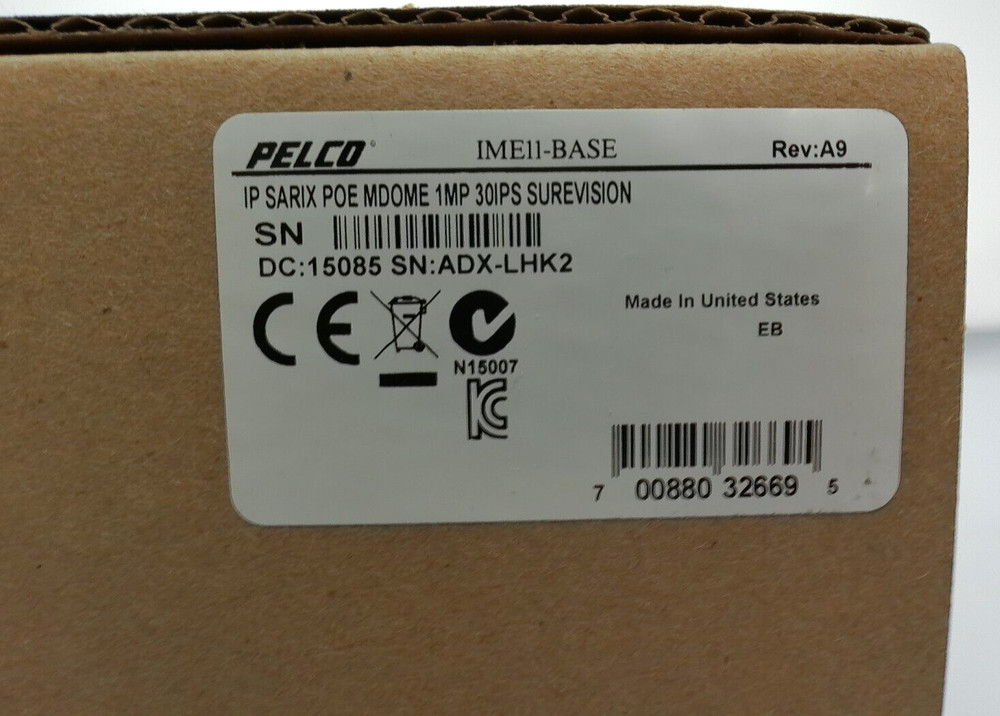 PELCO® IME11-BASE Rev:A9
IP SARIX POE MDOME 1MP 30IPS SUREVISION
SN
DC:15085 SN:ADX-LHK2
CE
N15007
KC
Made In United States
EB
7 00880 32669 5